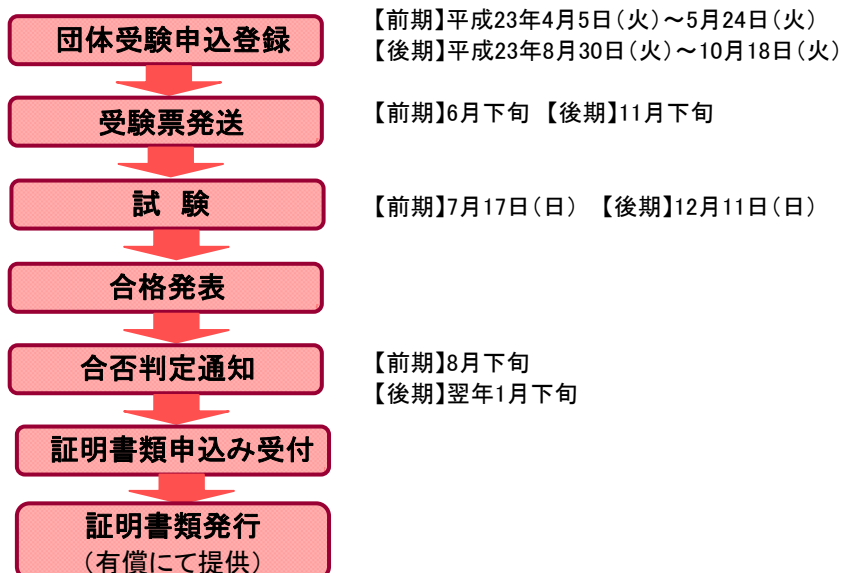 団体受験申込登録
【前期】平成23年4月5日（火）～5月24日（火）
【後期】平成23年8月30日（火）～10月18日（火）
受験票発送
【前期】6月下旬 【後期】11月下旬
試 験
【前期】7月17日（日） 【後期】12月11日（日）
合格発表
合否判定通知
【前期】8月下旬
【後期】翌年1月下旬
証明書類申込み受付
証明書類発行
（有償にて提供）